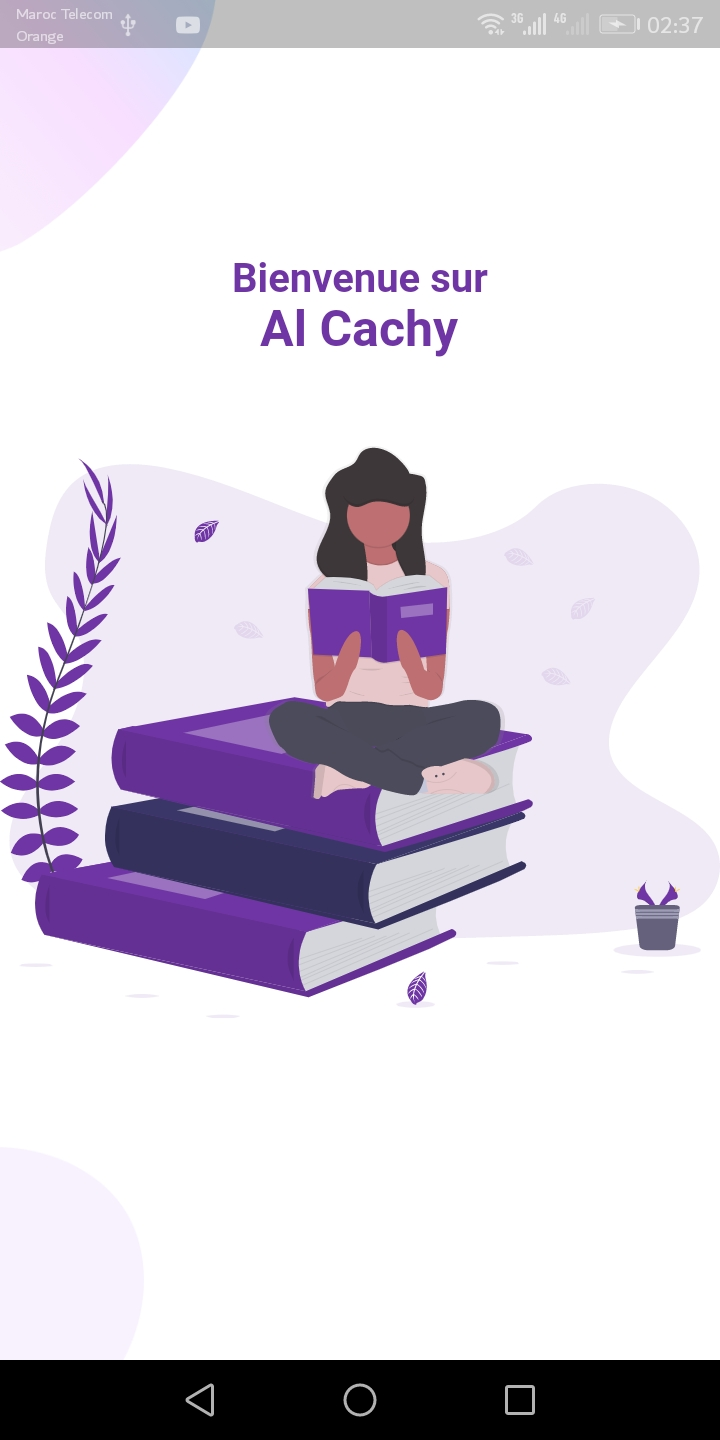 Maroc Telecom
Orange
3G 4G 02:37
Bienvenue sur
Al Cachy